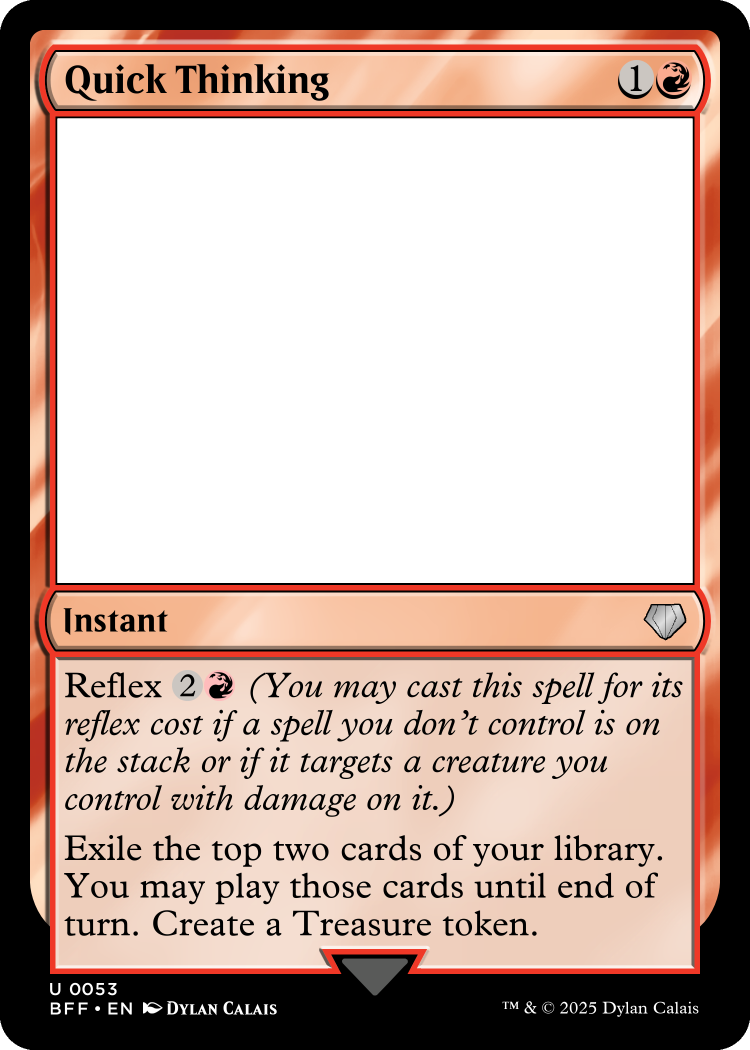 Quick Thinking 1
Instant
Reflex 2 (You may cast this spell for its
reflex cost if a spell you don't control is on
the stack or if it targets a creature you
control with damage on it.)
Exile the top two cards of your library.
You may play those cards until end of
turn. Create a Treasure token.
U 0053
BFF • EN Dylan Calais
™ & © 2025 Dylan Calais